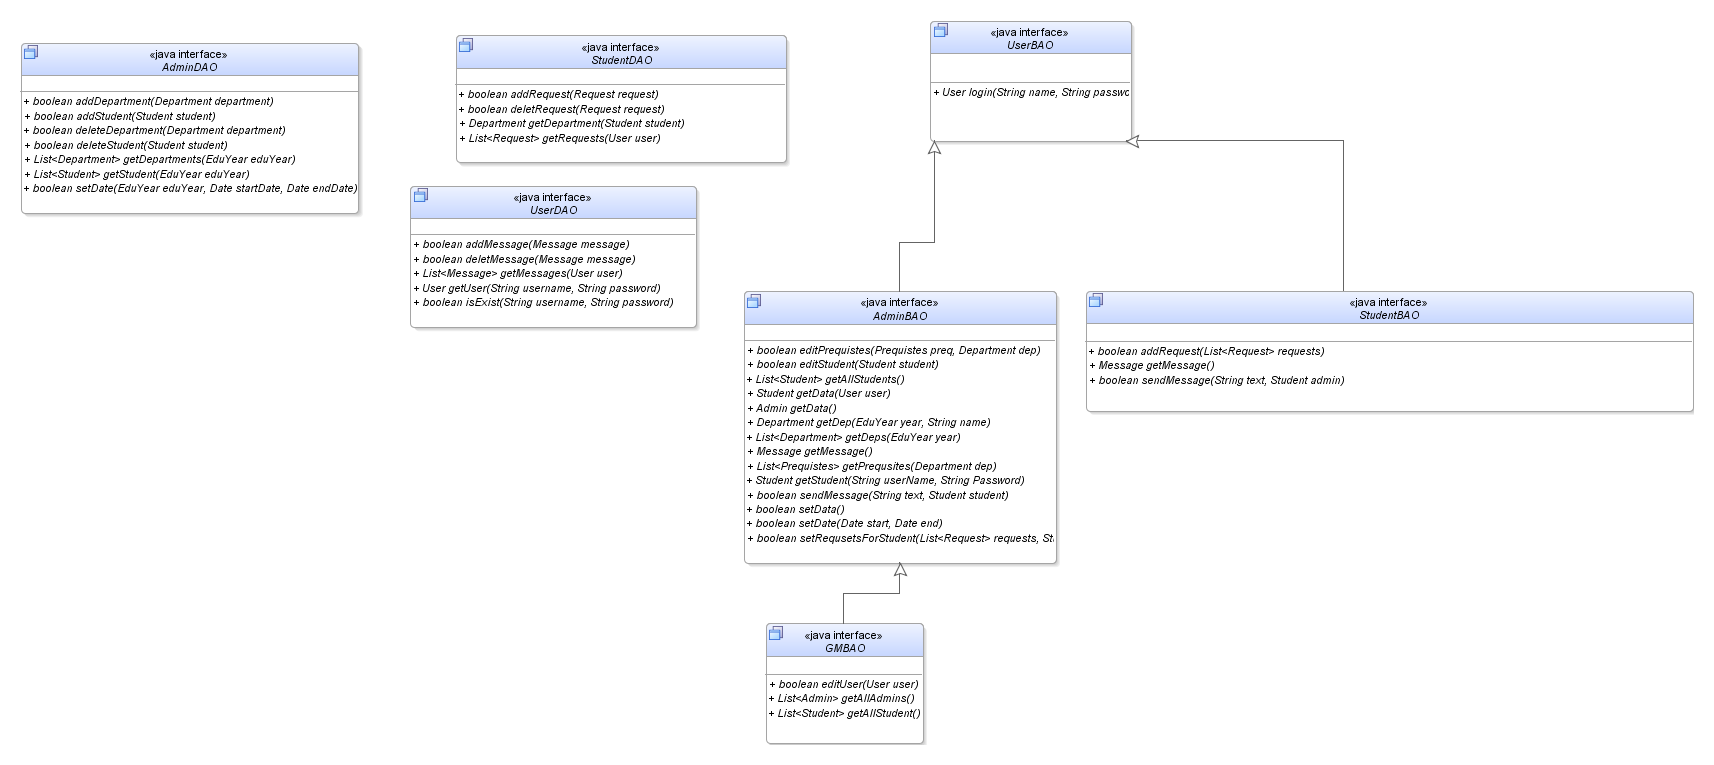 «java interface»
AdminDAO
+ boolean addDepartment(Department department)
+ boolean addStudent(Student student)
+ boolean deleteDepartment(Department department)
+ boolean deleteStudent(Student student)
+ List<Department> getDepartments(EduYear eduYear)
+ List<Student> getStudent(EduYear eduYear)
+ boolean setDate(EduYear eduYear, Date startDate, Date endDate)
«java interface»
StudentDAO
+ boolean addRequest(Request request)
+ boolean deletRequest(Request request)
+ Department getDepartment(Student student)
+ List<Request> getRequests(User user)
«java interface»
UserDAO
+ boolean addMessage(Message message)
+ boolean deletMessage(Message message)
+ List<Message> getMessages(User user)
+ User getUser(String username, String password)
+ boolean isExist(String username, String password)
«java interface»
UserBAO
+ User login(String name, String passwo
«java interface»
AdminBAO
+ boolean editPrequistes(Prequistes preq, Department dep)
+ boolean editStudent(Student student)
+ List<Student> getAllStudents()
+ Student getData(User user)
+ Admin getData()
+ Department getDep(EduYear year, String name)
+ List<Department> getDeps(EduYear year)
+ Message getMessage()
+ List<Prequistes> getPrequsites(Department dep)
+ Student getStudent(String userName, String Password)
+ boolean sendMessage(String text, Student student)
+ boolean setData()
+ boolean setDate(Date start, Date end)
+ boolean setRequsetsForStudent(List<Request> requests, St
«java interface»
StudentBAO
+ boolean addRequest(List<Request> requests)
+ Message getMessage()
+ boolean sendMessage(String text, Student admin)
«java interface»
GMBAO
+ boolean editUser(User user)
+ List<Admin> getAllAdmins()
+ List<Student> getAllStudent()